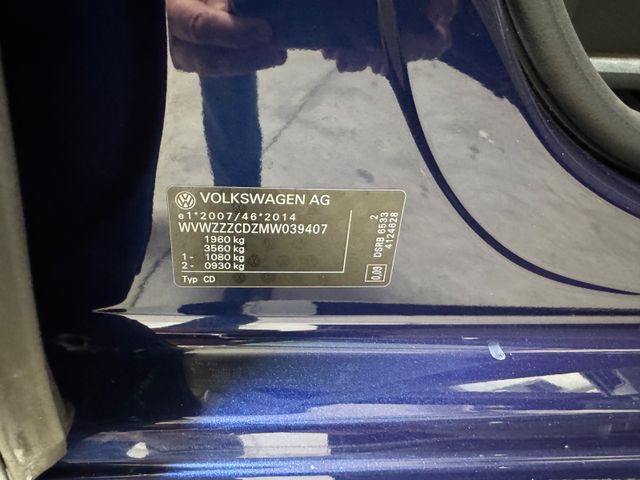 VOLKSWAGEN AG
e1*2007/46*2014
WVWZZZCDZMW039407
1960 kg
3560 kg
1- 1080 kg
2- 0930 kg
Typ CD
DSRB 6533 2
4124628
0,09